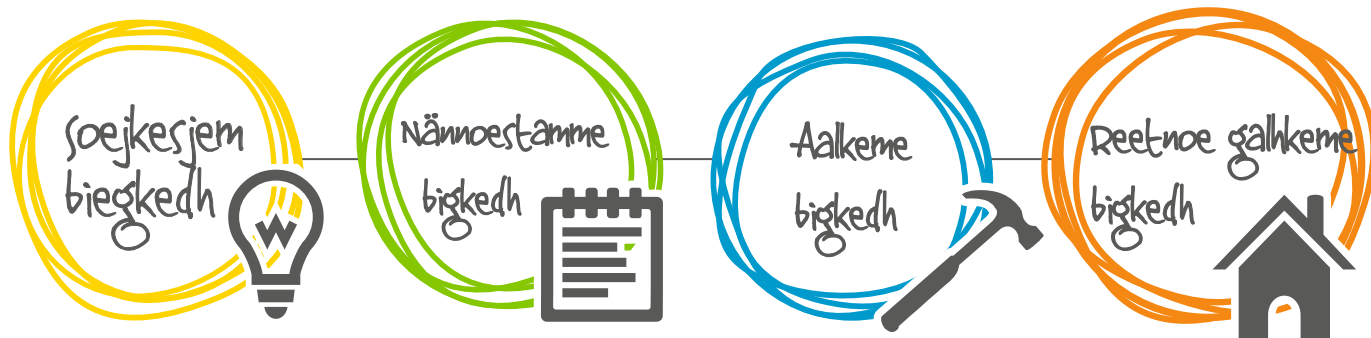 Soejkesjem
biegkedh
Nännoestamme
bigkedh
Aalkeme
bigkedh
Reetnoe galhkeme
bigkedh